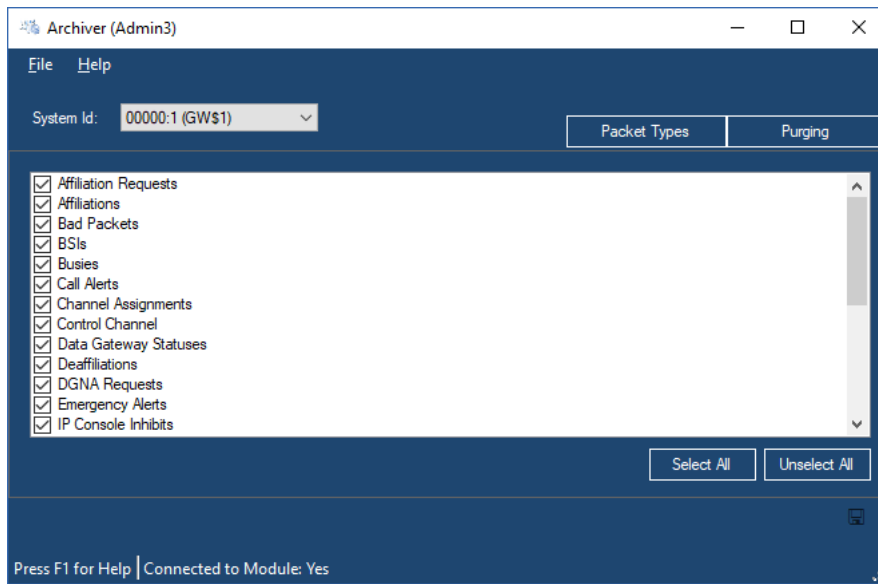 Archiver (Admin3)
File Help
System Id: 00000:1 (GW$1)
Packet Types Purging
Affiliation Requests
Affiliations
Bad Packets
BSIs
Busies
Call Alerts
Channel Assignments
Control Channel
Data Gateway Statuses
Deaffiliations
DGNA Requests
Emergency Alerts
IP Console Inhibits
Select All Unselect All
Press F1 for Help Connected to Module: Yes